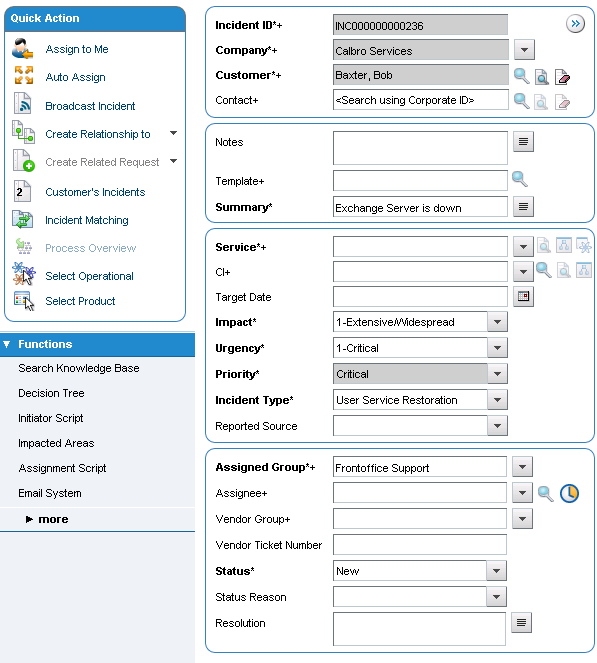 Quick Action
Assign to Me
Auto Assign
Broadcast Incident
Create Relationship to
Create Related Request
2 Customer's Incidents
Incident Matching
Process Overview
Select Operational
Select Product
Functions
Search Knowledge Base
Decision Tree
Initiator Script
Impacted Areas
Assignment Script
Email System
more
Incident ID*+ INC000000000236
Company*+ Calbro Services
Customer*+ Baxter, Bob
Contact+ <Search using Corporate ID>
Notes
Template+
Summary* Exchange Server is down
Service*+
CI+
Target Date
Impact* 1-Extensive/Widespread
Urgency* 1-Critical
Priority* Critical
Incident Type* User Service Restoration
Reported Source
Assigned Group*+ Frontoffice Support
Assignee+
Vendor Group+
Vendor Ticket Number
Status* New
Status Reason
Resolution